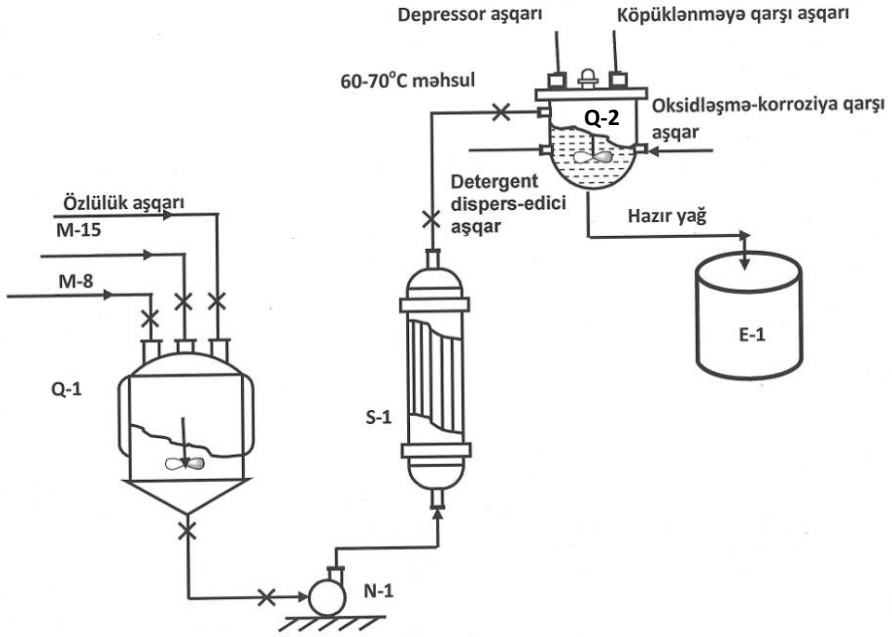 Depressor aşqarı
Köpüklənməyə qarşı aşqarı
60-70°C məhsul
Q-2
Oksidləşmə-korroziya qarşı
aşqar
Detergent
dispers-edici
aşqar
Hazır yağ
Özlülük aşqarı
M-15
M-8
Q-1
S-1
E-1
N-1